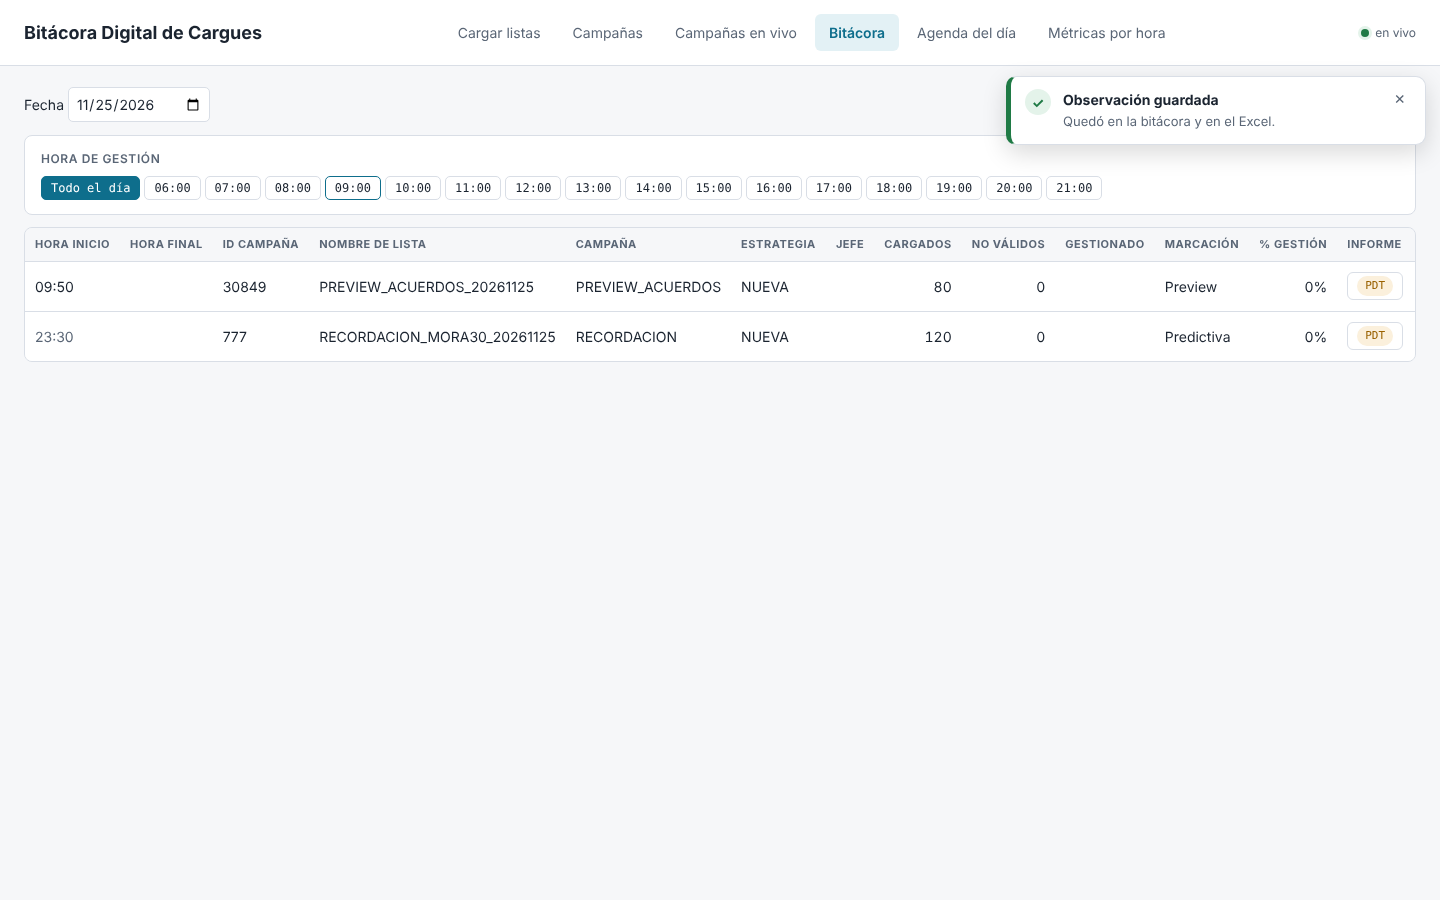 Bitácora Digital de Cargues
Cargar listas Campañas Campañas en vivo Bitácora Agenda del día Métricas por hora
en vivo
Observación guardada
Quedó en la bitácora y en el Excel.
Fecha 11/25/2026
HORA DE GESTIÓN
Todo el día 06:00 07:00 08:00 09:00 10:00 11:00 12:00 13:00 14:00 15:00 16:00 17:00 18:00 19:00 20:00 21:00
HORA INICIO HORA FINAL ID CAMPAÑA NOMBRE DE LISTA CAMPAÑA ESTRATEGIA JEFE CARGADOS NO VÁLIDOS GESTIONADO MARCACIÓN % GESTIÓN INFORME
09:50 30849 PREVIEW_ACUERDOS_20261125 PREVIEW_ACUERDOS NUEVA 80 0 Preview 0% PDT
23:30 777 RECORDACION_MORA30_20261125 RECORDACION NUEVA 120 0 Predictiva 0% PDT